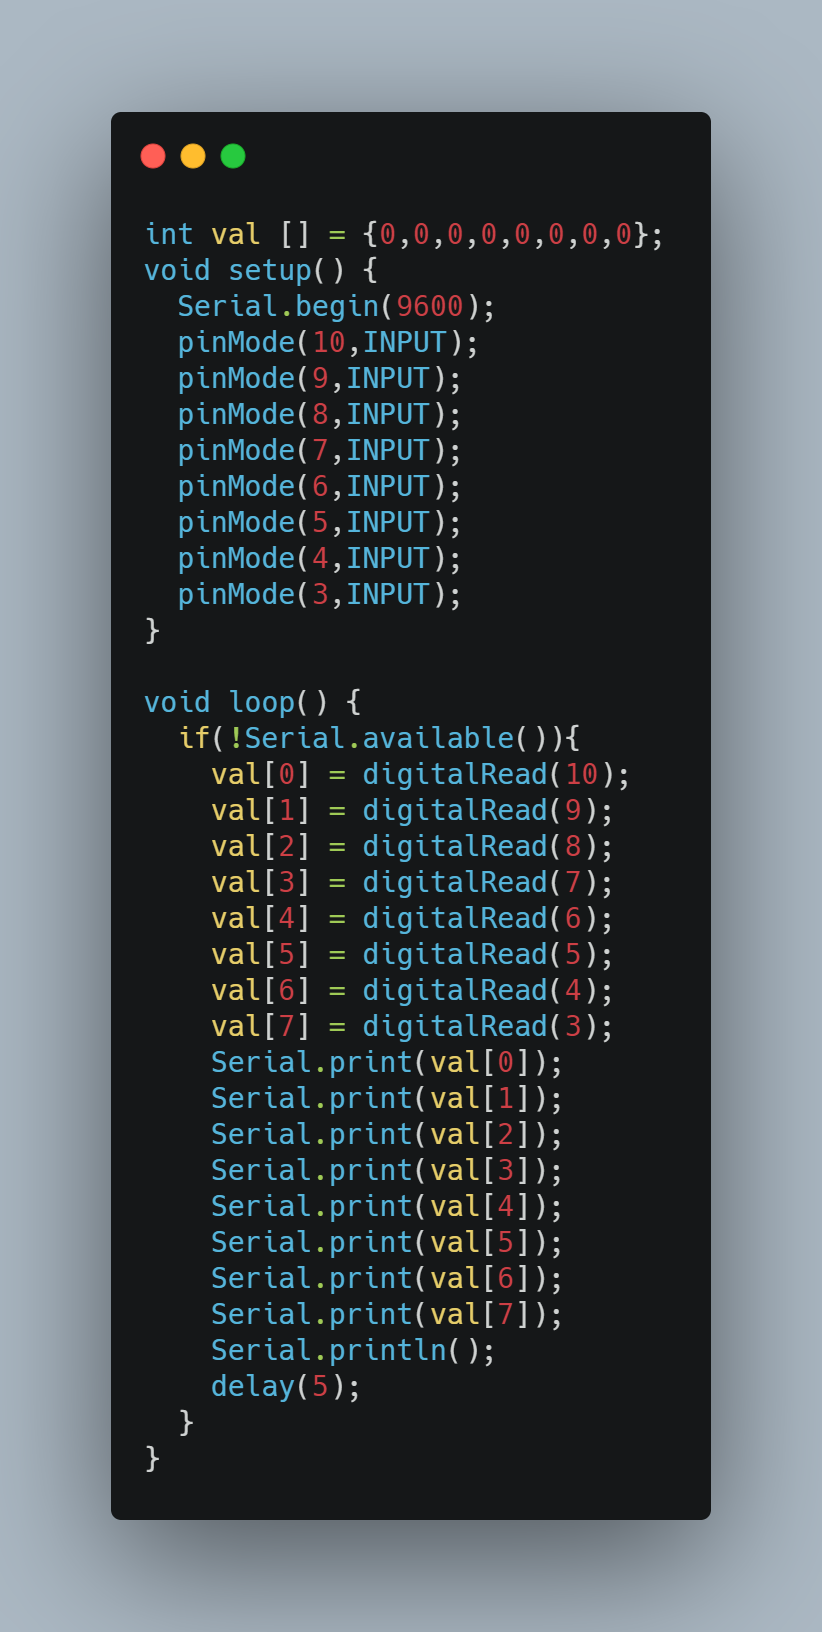 int val [] = {0,0,0,0,0,0,0,0};
void setup() {
  Serial.begin(9600);
  pinMode(10,INPUT);
  pinMode(9,INPUT);
  pinMode(8,INPUT);
  pinMode(7,INPUT);
  pinMode(6,INPUT);
  pinMode(5,INPUT);
  pinMode(4,INPUT);
  pinMode(3,INPUT);
}

void loop() {
  if(!Serial.available()){
    val[0] = digitalRead(10);
    val[1] = digitalRead(9);
    val[2] = digitalRead(8);
    val[3] = digitalRead(7);
    val[4] = digitalRead(6);
    val[5] = digitalRead(5);
    val[6] = digitalRead(4);
    val[7] = digitalRead(3);
    Serial.print(val[0]);
    Serial.print(val[1]);
    Serial.print(val[2]);
    Serial.print(val[3]);
    Serial.print(val[4]);
    Serial.print(val[5]);
    Serial.print(val[6]);
    Serial.print(val[7]);
    Serial.println();
    delay(5);
  }
}